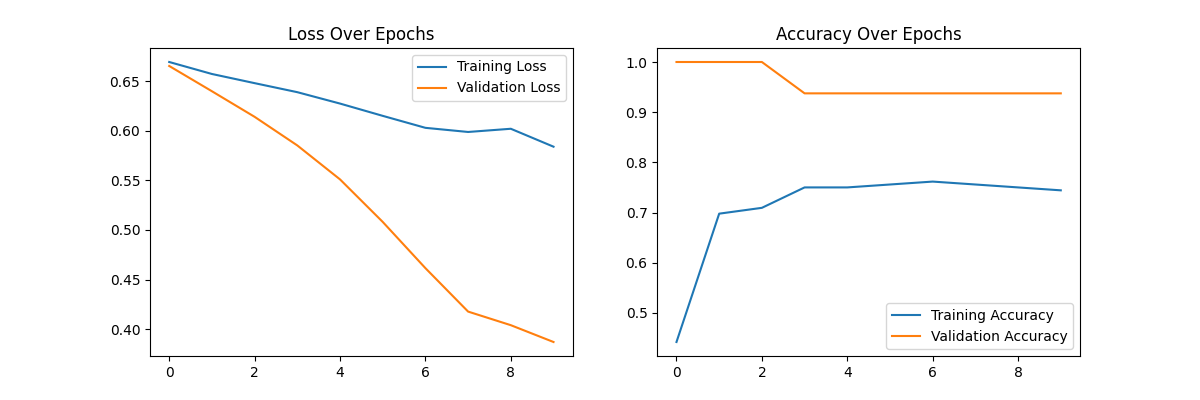 Loss Over Epochs
0.65
0.60
0.55
0.50
0.45
0.40
0 2 4 6 8
Training Loss
Validation Loss
Accuracy Over Epochs
1.0
0.9
0.8
0.7
0.6
0.5
0 2 4 6 8
Training Accuracy
Validation Accuracy